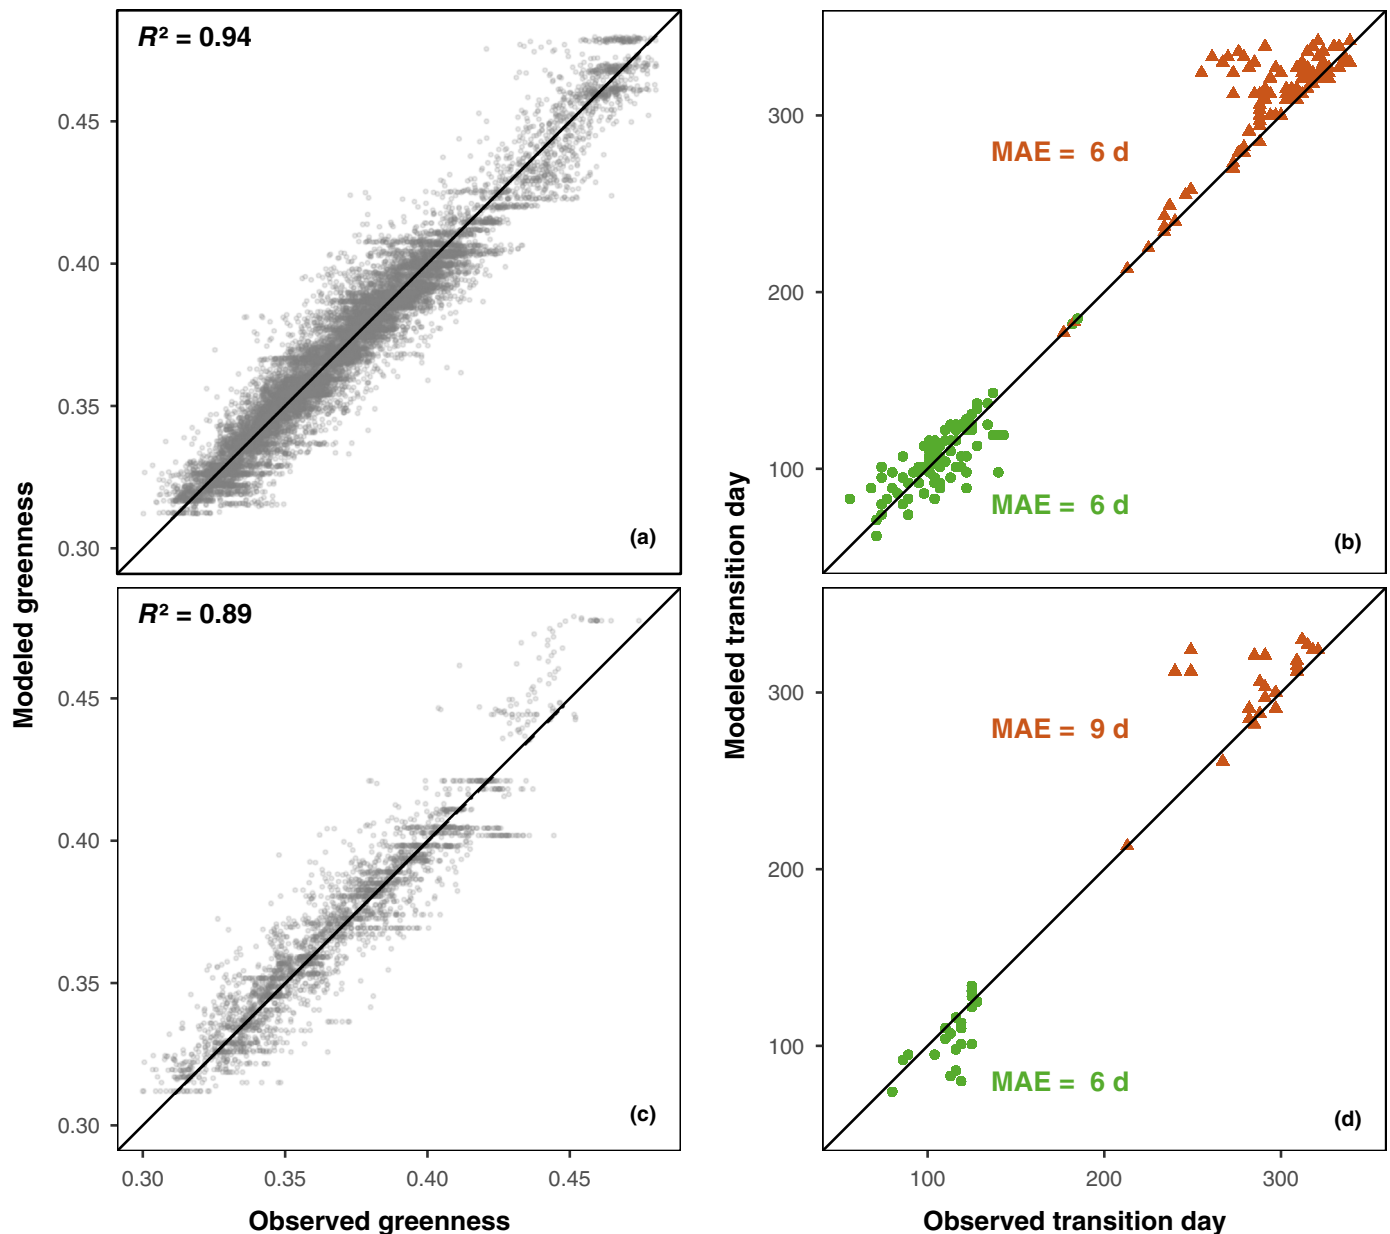 R² = 0.94
0.45
0.40
0.35
0.30
(a)
300
200
100
MAE = 6 d
MAE = 6 d
(b)
Modeled greenness
Modeled transition day
R² = 0.89
0.45
0.40
0.35
0.30
(c)
0.30 0.35 0.40 0.45
Observed greenness
300
200
100
MAE = 9 d
MAE = 6 d
(d)
100 200 300
Observed transition day